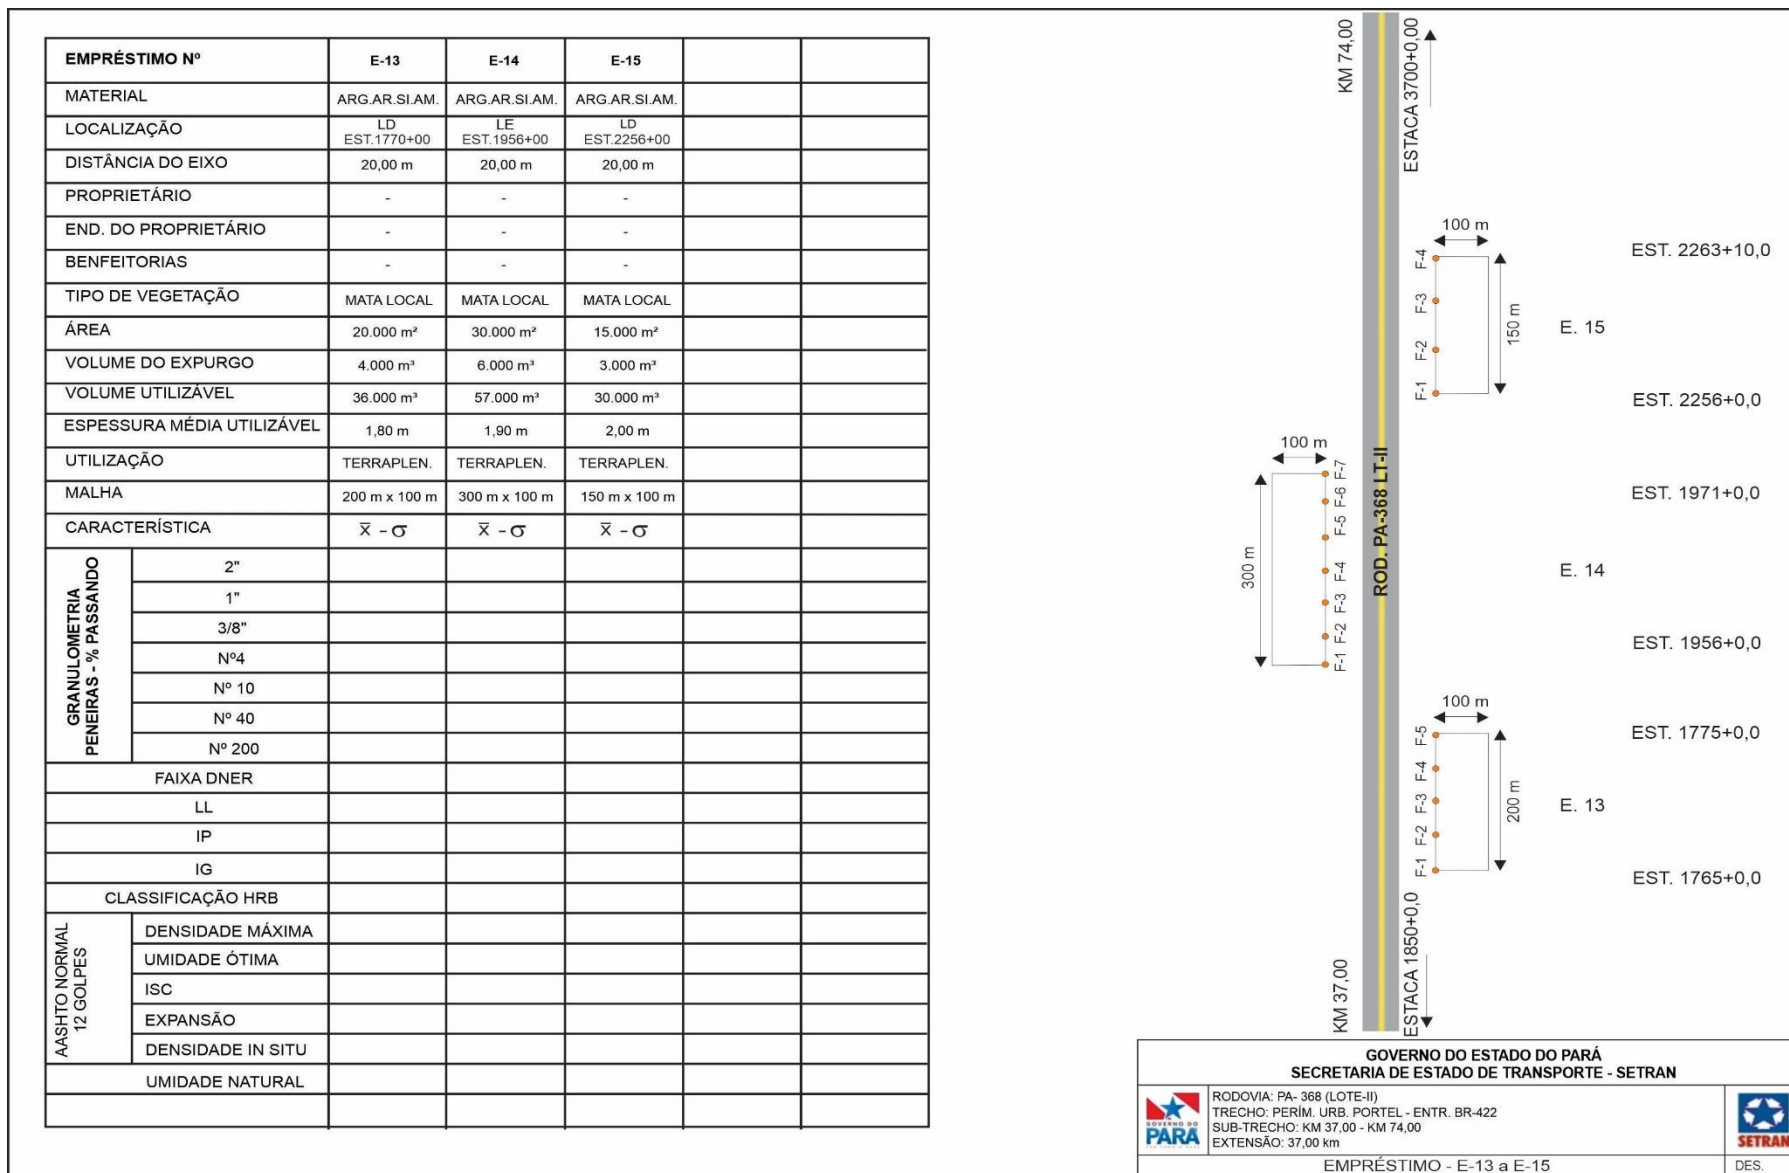 EMPRÉSTIMO Nº E-13 E-14 E-15
MATERIAL ARG.AR.SI.AM. ARG.AR.SI.AM. ARG.AR.SI.AM.
LOCALIZAÇÃO LD EST.1770+00 LE EST.1956+00 LD EST.2256+00
DISTÂNCIA DO EIXO 20,00 m 20,00 m 20,00 m
PROPRIETÁRIO - - -
END. DO PROPRIETÁRIO - - -
BENFEITORIAS - - -
TIPO DE VEGETAÇÃO MATA LOCAL MATA LOCAL MATA LOCAL
ÁREA 20.000 m² 30.000 m² 15.000 m²
VOLUME DO EXPURGO 4.000 m³ 6.000 m³ 3.000 m³
VOLUME UTILIZÁVEL 36.000 m³ 57.000 m³ 30.000 m³
ESPESSURA MÉDIA UTILIZÁVEL 1,80 m 1,90 m 2,00 m
UTILIZAÇÃO TERRAPLEN. TERRAPLEN. TERRAPLEN.
MALHA 200 m x 100 m 300 m x 100 m 150 m x 100 m
CARACTERÍSTICA x̄ - σ x̄ - σ x̄ - σ
GRANULOMETRIA
PENEIRAS - % PASSANDO
2"
1"
3/8"
Nº4
Nº 10
Nº 40
Nº 200
FAIXA DNER
LL
IP
IG
CLASSIFICAÇÃO HRB
AASHTO NORMAL
12 GOLPES
DENSIDADE MÁXIMA
UMIDADE ÓTIMA
ISC
EXPANSÃO
DENSIDADE IN SITU
UMIDADE NATURAL
KM 74,00
ESTACA 3700+0,00
100 m
EST. 2263+10,0
F-4
F-3
F-2
F-1
150 m
E. 15
EST. 2256+0,0
ROD. PA-368 LT-II
100 m
300 m
F-7
F-6
F-5
F-4
F-3
F-2
F-1
EST. 1971+0,0
E. 14
EST. 1956+0,0
100 m
EST. 1775+0,0
F-5
F-4
F-3
F-2
F-1
200 m
E. 13
EST. 1765+0,0
KM 37,00
ESTACA 1850+0,0
GOVERNO DO ESTADO DO PARÁ
SECRETARIA DE ESTADO DE TRANSPORTE - SETRAN
GOVERNO DO
PARÁ
RODOVIA: PA- 368 (LOTE-II)
TRECHO: PERÍM. URB. PORTEL - ENTR. BR-422
SUB-TRECHO: KM 37,00 - KM 74,00
EXTENSÃO: 37,00 km
SETRAN
EMPRÉSTIMO - E-13 a E-15
DES.